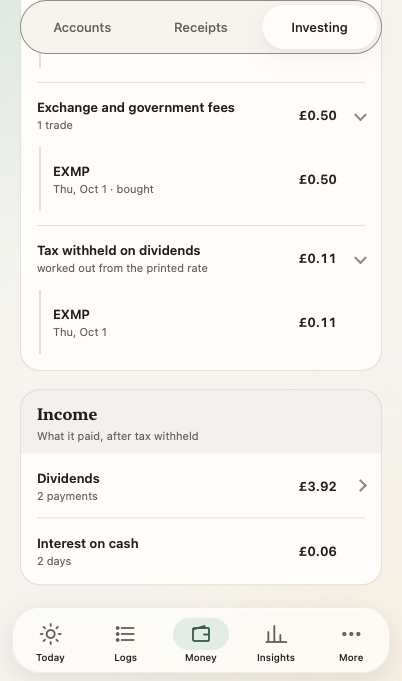 Accounts
Receipts
Investing
Exchange and government fees
1 trade
£0.50
EXMP
Thu, Oct 1 · bought
£0.50
Tax withheld on dividends
worked out from the printed rate
£0.11
EXMP
Thu, Oct 1
£0.11
Income
What it paid, after tax withheld
Dividends
2 payments
£3.92
Interest on cash
2 days
£0.06
Today
Logs
Money
Insights
More